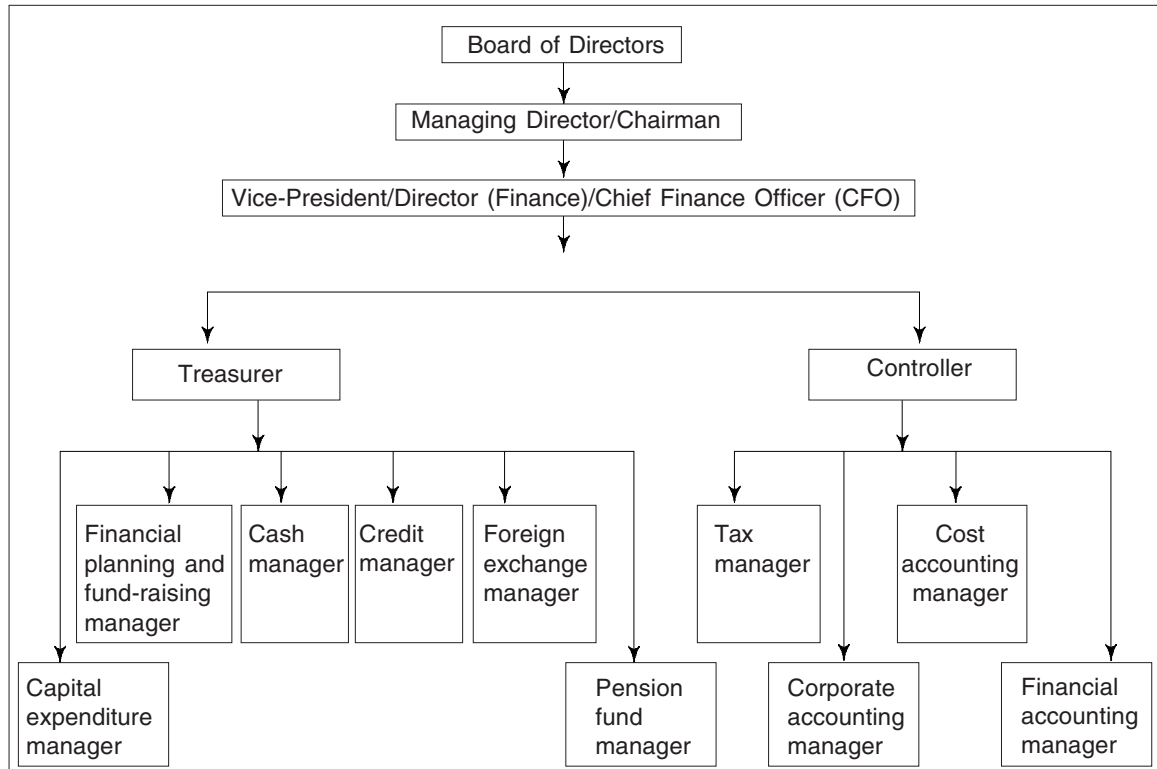 Board of Directors
Managing Director/Chairman
Vice-President/Director (Finance)/Chief Finance Officer (CFO)
Treasurer
Controller
Financial
planning and
fund-raising
manager
Cash
manager
Credit
manager
Foreign
exchange
manager
Tax
manager
Cost
accounting
manager
Capital
expenditure
manager
Pension
fund
manager
Corporate
accounting
manager
Financial
accounting
manager